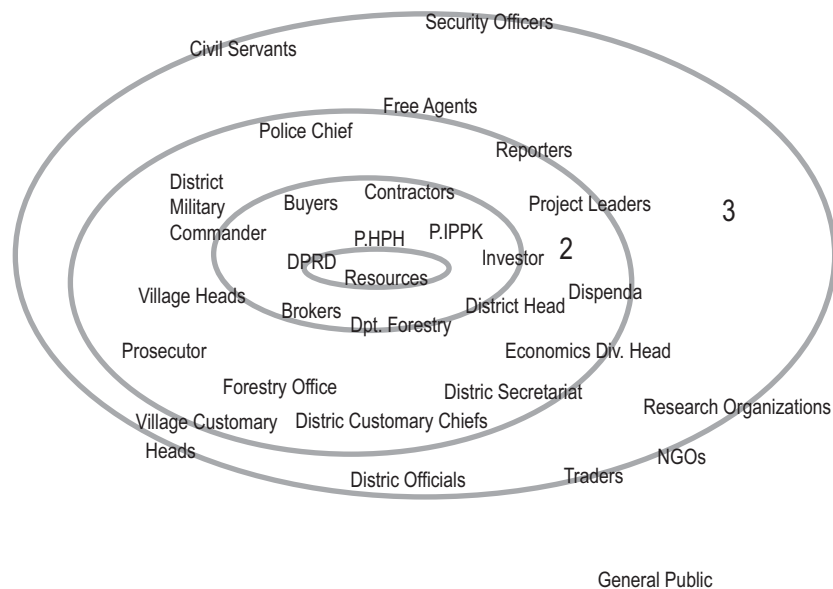 Security Officers
Civil Servants
Free Agents
Police Chief
Reporters
District
Military
Commander
Buyers
Contractors
Project Leaders
3
P.HPH
P.IPPK
2
DPRD
Investor
Resources
Village Heads
Dispenda
Brokers
District Head
Dpt. Forestry
Prosecutor
Economics Div. Head
Forestry Office
Distric Secretariat
Research Organizations
Village Customary
Heads
Distric Customary Chiefs
NGOs
Distric Officials
Traders
General Public